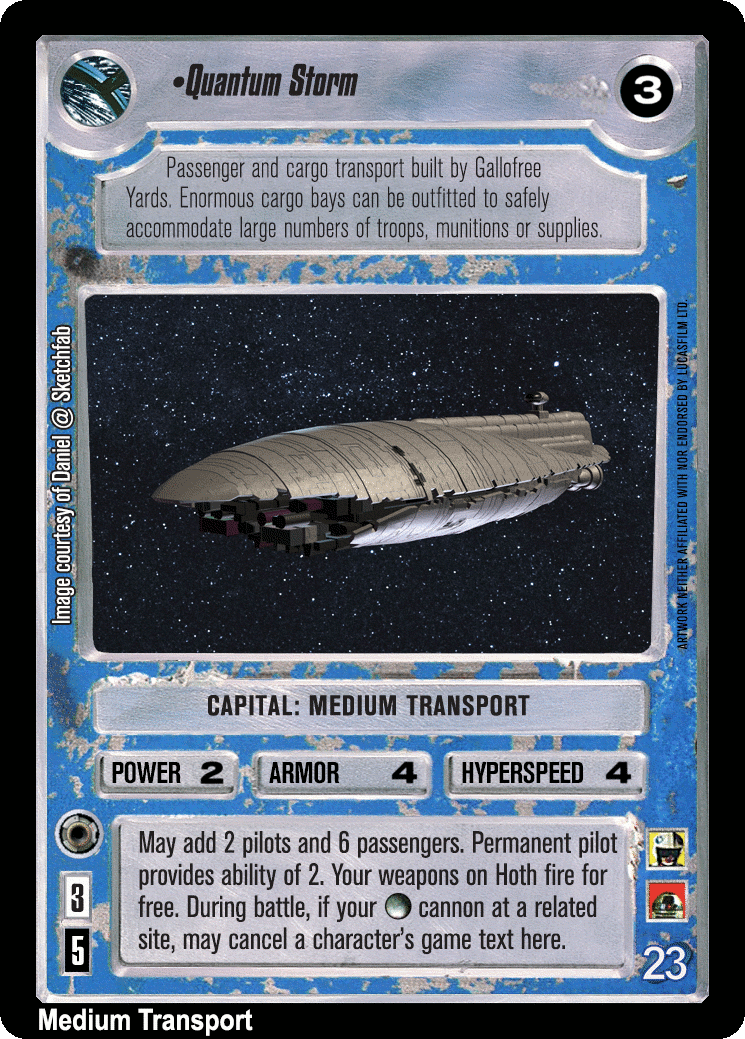 •Quantum Storm
3
Passenger and cargo transport built by Gallofree
Yards. Enormous cargo bays can be outfitted to safely
accommodate large numbers of troops, munitions or supplies.
Image courtesy of Daniel @ Sketchfab
ARTWORK NEITHER AFFILIATED WITH NOR ENDORSED BY LUCASFILM LTD.
CAPITAL: MEDIUM TRANSPORT
POWER 2 ARMOR 4 HYPERSPEED 4
May add 2 pilots and 6 passengers. Permanent pilot
provides ability of 2. Your weapons on Hoth fire for
free. During battle, if your cannon at a related
site, may cancel a character's game text here.
3
5
23
Medium Transport